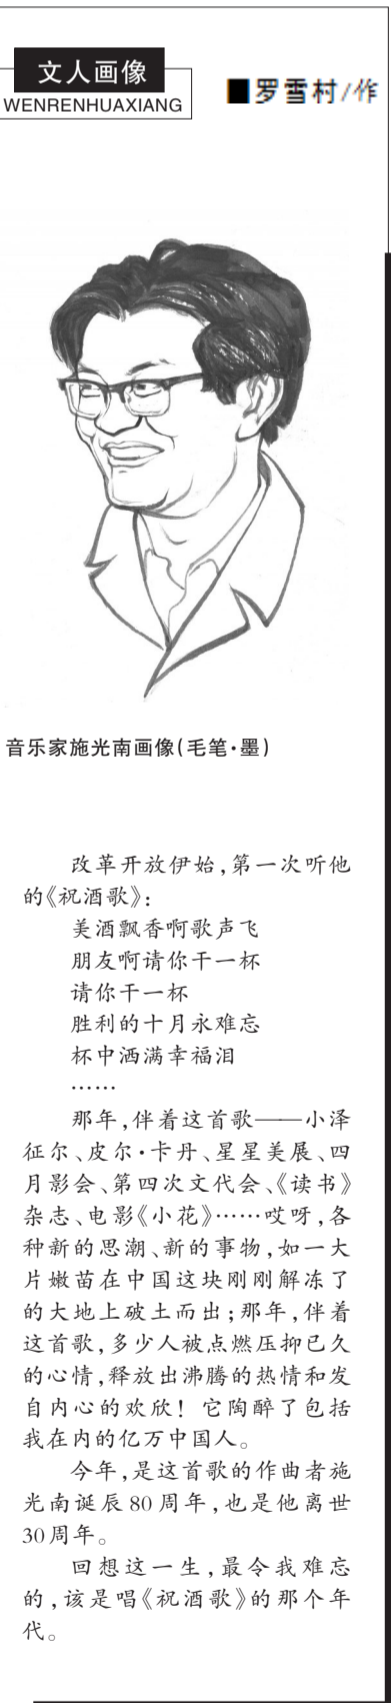 文人画像
WENRENHUAXIANG
■罗雪村/作
音乐家施光南画像(毛笔·墨)
改革开放伊始,第一次听他
的《祝酒歌》:
美酒飘香啊歌声飞
朋友啊请你干一杯
请你干一杯
胜利的十月永难忘
杯中洒满幸福泪
……
那年,伴着这首歌——小泽
征尔、皮尔·卡丹、星星美展、四
月影会、第四次文代会、《读书》
杂志、电影《小花》……哎呀,各
种新的思潮、新的事物,如一大
片嫩苗在中国这块刚刚解冻了
的大地上破土而出;那年,伴着
这首歌,多少人被点燃压抑已久
的心情,释放出沸腾的热情和发
自内心的欢欣!它陶醉了包括
我在内的亿万中国人。
今年,是这首歌的作曲者施
光南诞辰80周年,也是他离世
30周年。
回想这一生,最令我难忘
的,该是唱《祝酒歌》的那个年
代。